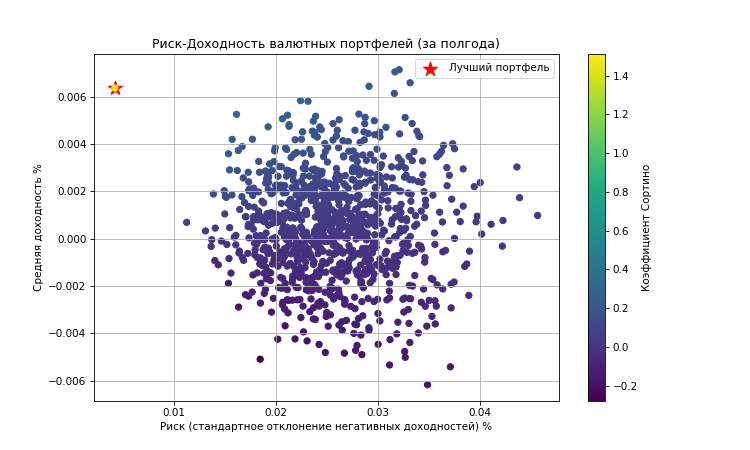 Риск-Доходность валютных портфелей (за полгода)
Лучший портфель
Средняя доходность %
0.006
0.004
0.002
0.000
−0.002
−0.004
−0.006
0.01 0.02 0.03 0.04
Риск (стандартное отклонение негативных доходностей) %
1.4
1.2
1.0
0.8
0.6
0.4
0.2
0.0
−0.2
Коэффициент Сортино